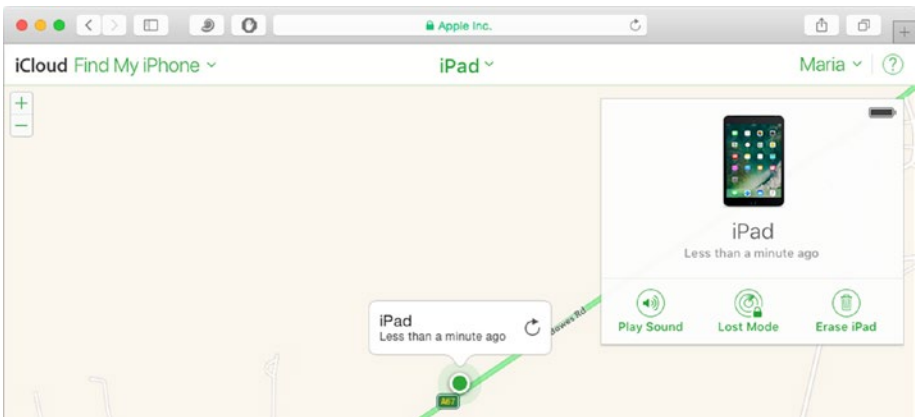 Apple Inc.
iCloud Find My iPhone
iPad
Maria
?
+
−
iPad
Less than a minute ago
Play Sound
Lost Mode
Erase iPad
iPad
Less than a minute ago
A67